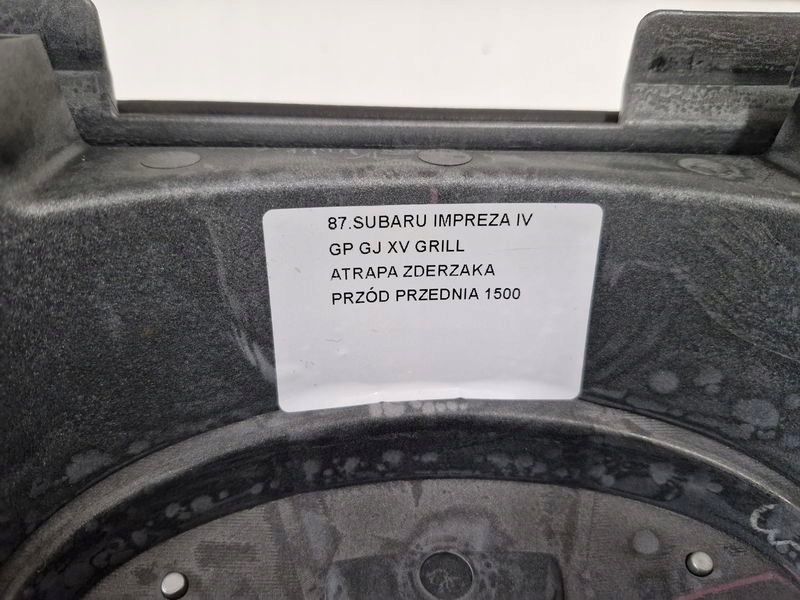 87.SUBARU IMPREZA IV
GP GJ XV GRILL
ATRAPA ZDERZAKA
PRZÓD PRZEDNIA 1500